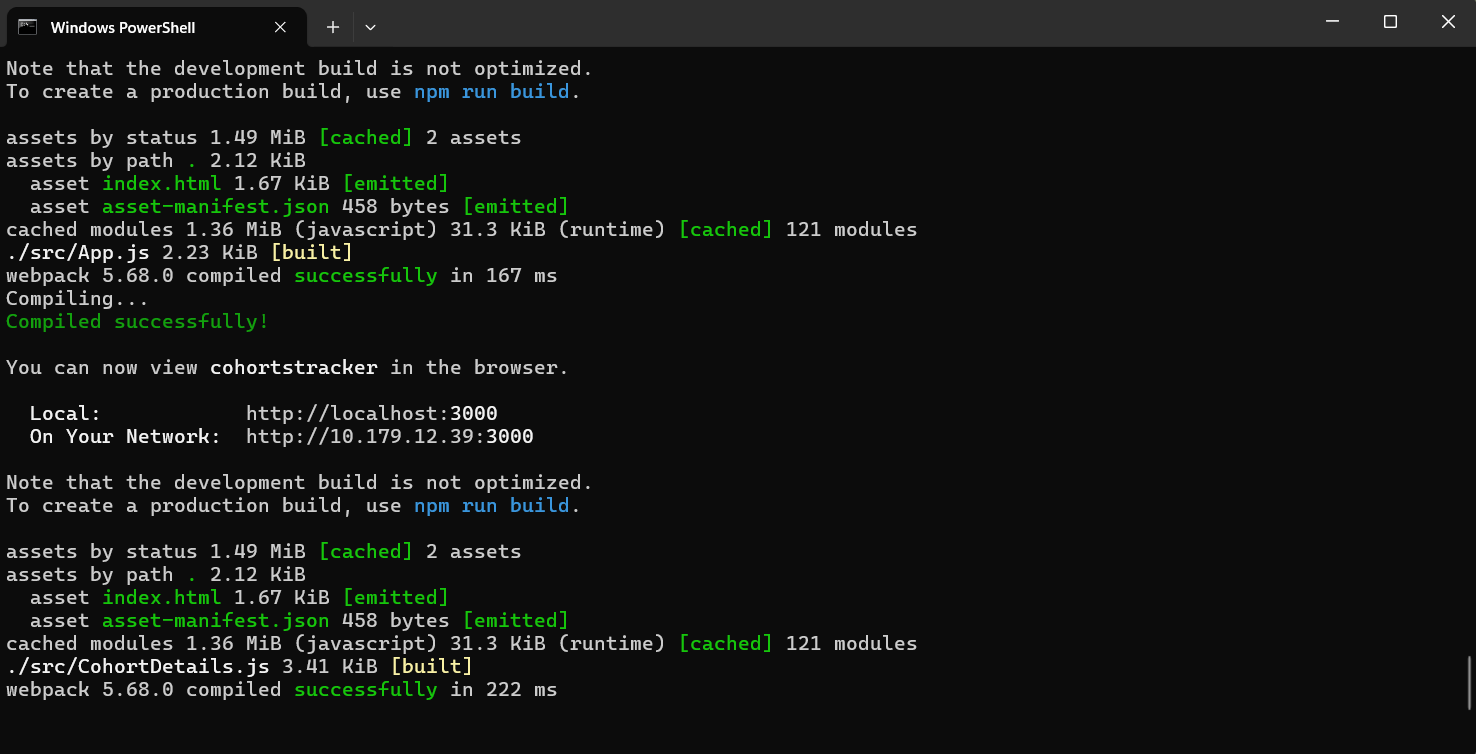 Windows PowerShell
Note that the development build is not optimized.
To create a production build, use npm run build.
assets by status 1.49 MiB [cached] 2 assets
assets by path . 2.12 KiB
  asset index.html 1.67 KiB [emitted]
  asset asset-manifest.json 458 bytes [emitted]
cached modules 1.36 MiB (javascript) 31.3 KiB (runtime) [cached] 121 modules
./src/App.js 2.23 KiB [built]
webpack 5.68.0 compiled successfully in 167 ms
Compiling...
Compiled successfully!
You can now view cohortstracker in the browser.
  Local:            http://localhost:3000
  On Your Network:  http://10.179.12.39:3000
Note that the development build is not optimized.
To create a production build, use npm run build.
assets by status 1.49 MiB [cached] 2 assets
assets by path . 2.12 KiB
  asset index.html 1.67 KiB [emitted]
  asset asset-manifest.json 458 bytes [emitted]
cached modules 1.36 MiB (javascript) 31.3 KiB (runtime) [cached] 121 modules
./src/CohortDetails.js 3.41 KiB [built]
webpack 5.68.0 compiled successfully in 222 ms